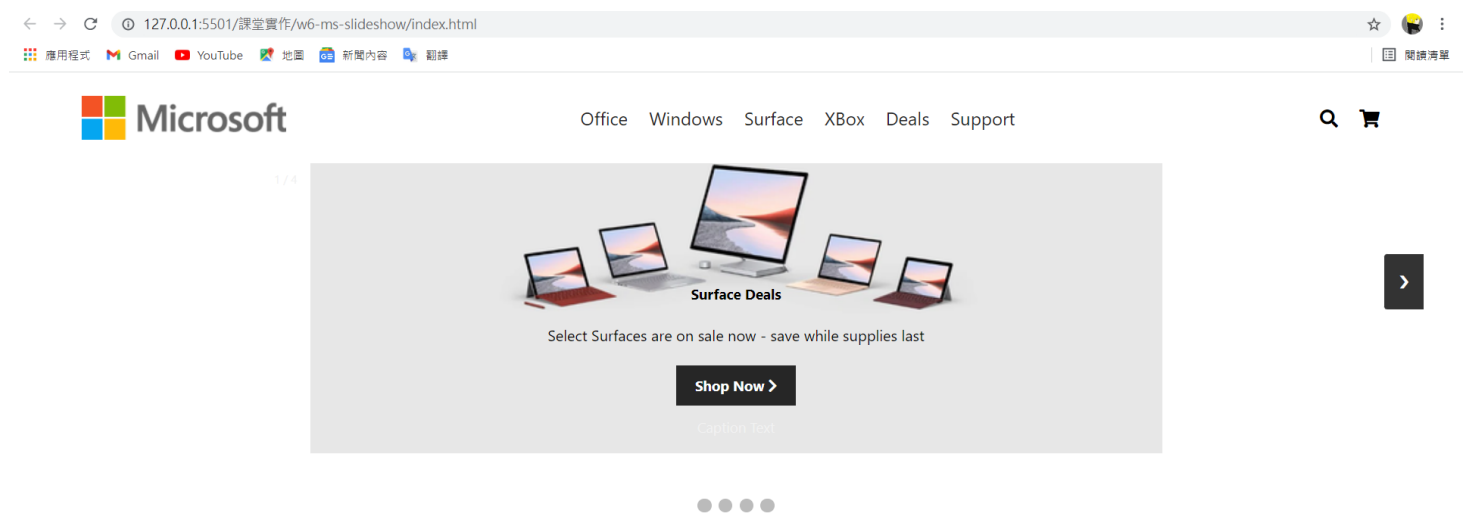 127.0.0.1:5501/課堂實作/w6-ms-slideshow/index.html
應用程式 Gmail YouTube 地圖 新聞內容 翻譯 閱讀清單
Microsoft Office Windows Surface XBox Deals Support
1 / 4
Surface Deals
Select Surfaces are on sale now - save while supplies last
Shop Now
Caption Text